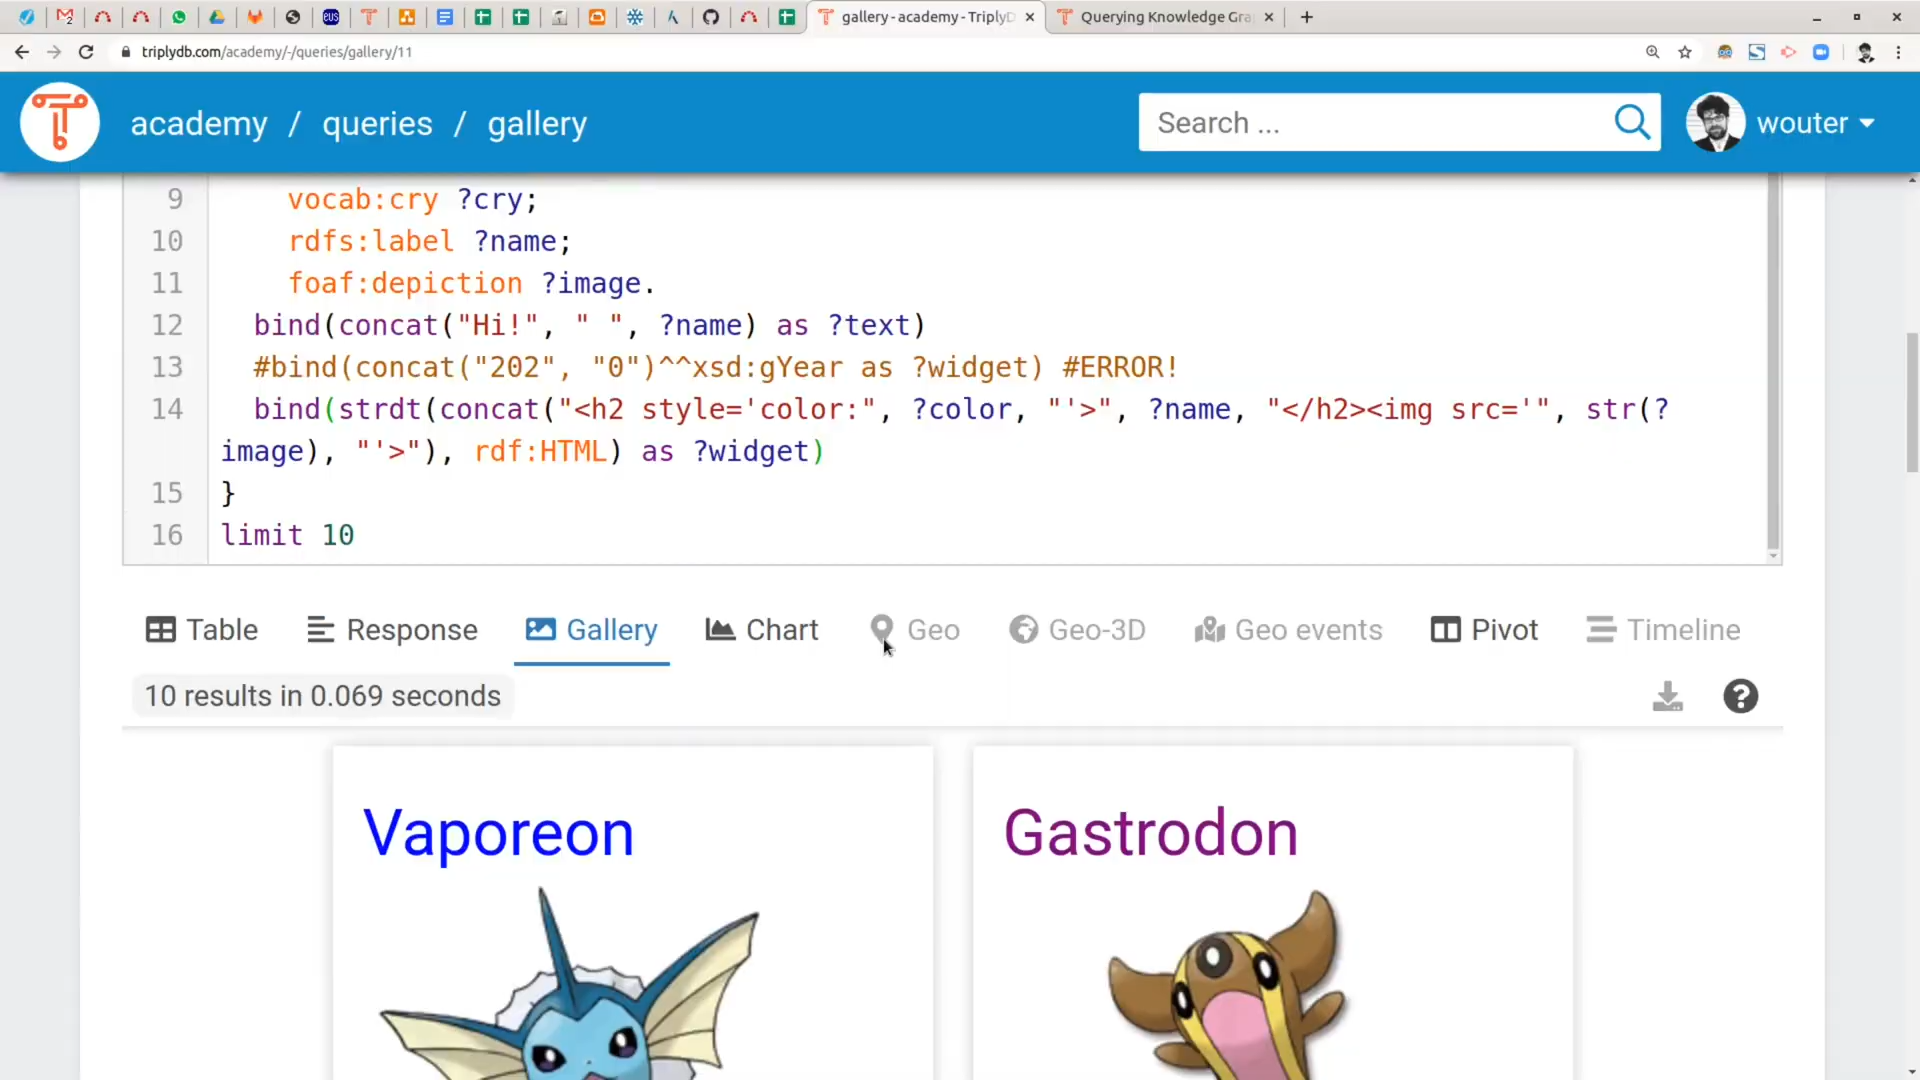 gallery - academy - TriplyD
Querying Knowledge Gra
triplydb.com/academy/-/queries/gallery/11
academy / queries / gallery
Search ...
wouter
9 vocab:cry ?cry;
10 rdfs:label ?name;
11 foaf:depiction ?image.
12 bind(concat("Hi!", " ", ?name) as ?text)
13 #bind(concat("202", "0")^^xsd:gYear as ?widget) #ERROR!
14 bind(strdt(concat("<h2 style='color:", ?color, "'>", ?name, "</h2><img src='", str(?
image), "'>"), rdf:HTML) as ?widget)
15 }
16 limit 10
Table Response Gallery Chart Geo Geo-3D Geo events Pivot Timeline
10 results in 0.069 seconds
Vaporeon
Gastrodon